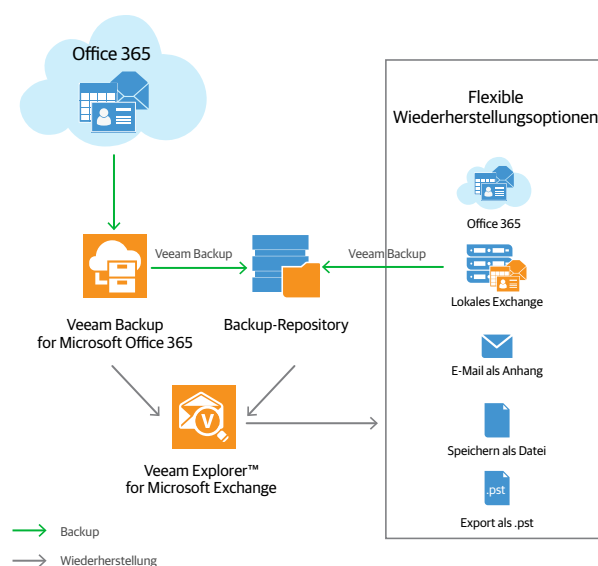 Office 365
Flexible
Wiederherstellungsoptionen
Office 365
Veeam Backup
Veeam Backup
Lokales Exchange
Veeam Backup
for Microsoft Office 365
Backup-Repository
E-Mail als Anhang
V
Veeam Explorer™
for Microsoft Exchange
Speichern als Datei
.pst
Export als .pst
Backup
Wiederherstellung